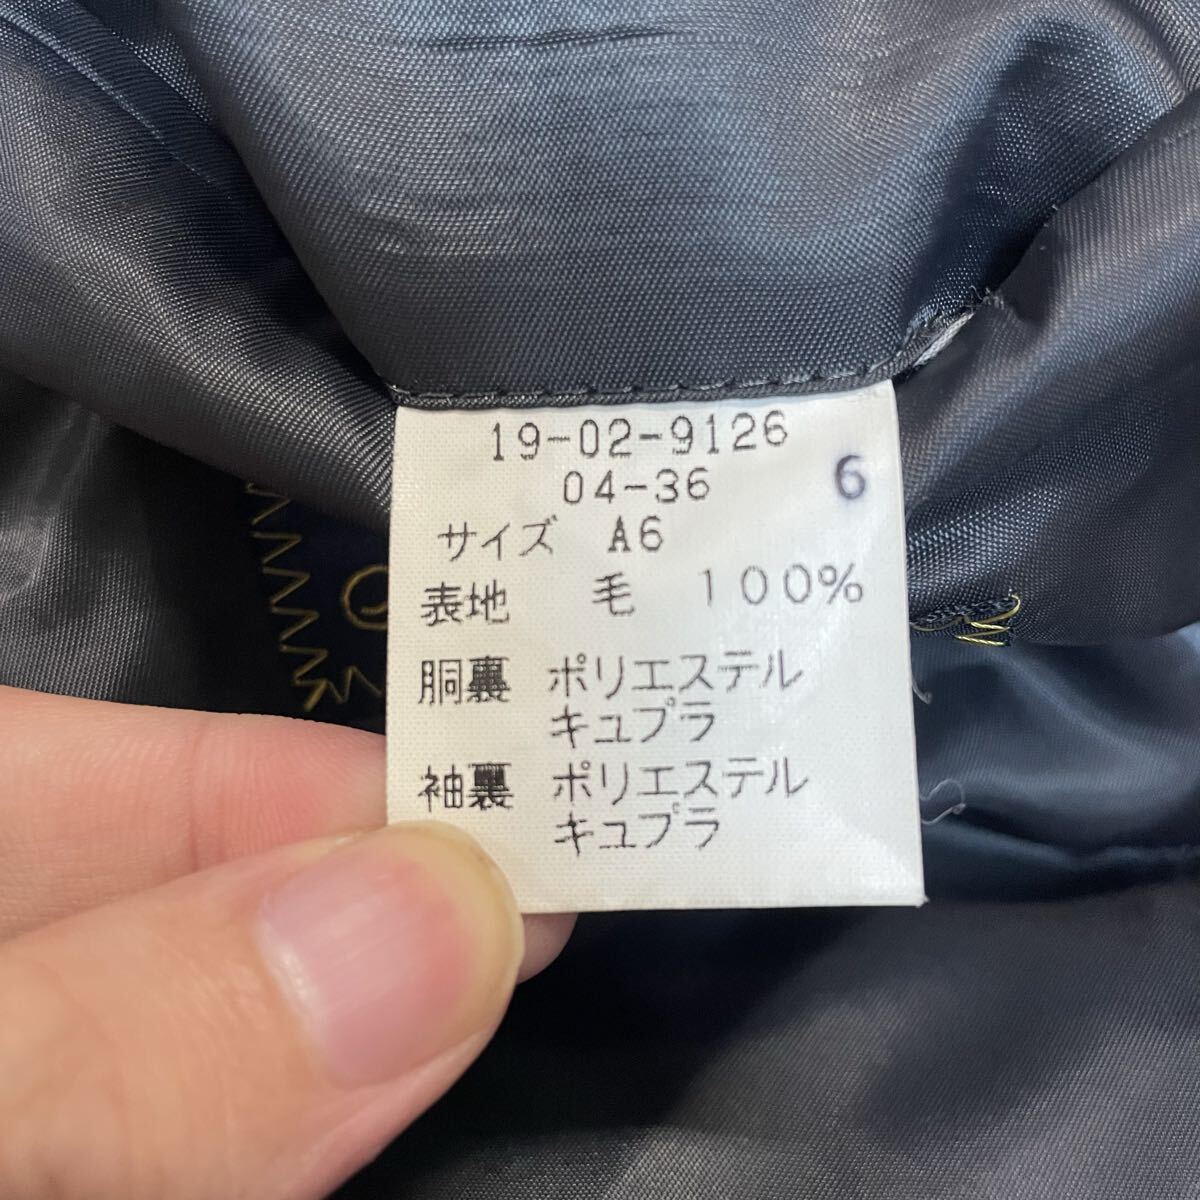 19-02-9126
04-36 6
サイズ A6
表地 毛 100%
胴裏 ポリエステル
キュプラ
袖裏 ポリエステル
キュプラ